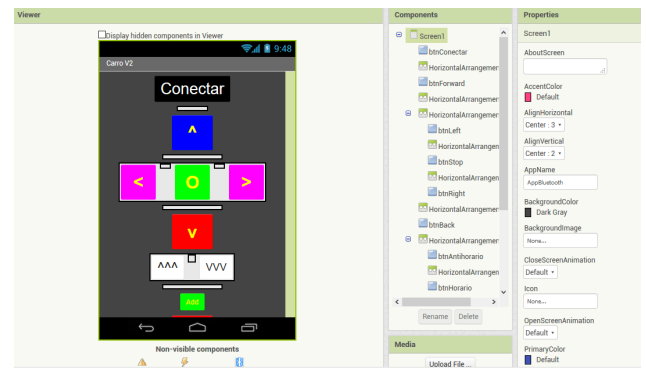 Viewer
Display hidden components in Viewer
9:48
Carro V2
Conectar
^
< O >
v
^^^ VVV
Add
Non-visible components
Components
Screen1
btnConectar
HorizontalArrangemer
btnForward
HorizontalArrangemer
HorizontalArrangemer
btnLeft
HorizontalArrangen
btnStop
HorizontalArrangen
btnRight
HorizontalArrangemer
btnBack
HorizontalArrangemer
btnAntihorario
HorizontalArrangen
btnHorario
Rename Delete
Media
Upload File ...
Properties
Screen1
AboutScreen
AccentColor
Default
AlignHorizontal
Center : 3
AlignVertical
Center : 2
AppName
AppBluetooth
BackgroundColor
Dark Gray
BackgroundImage
None...
CloseScreenAnimation
Default
Icon
None...
OpenScreenAnimation
Default
PrimaryColor
Default